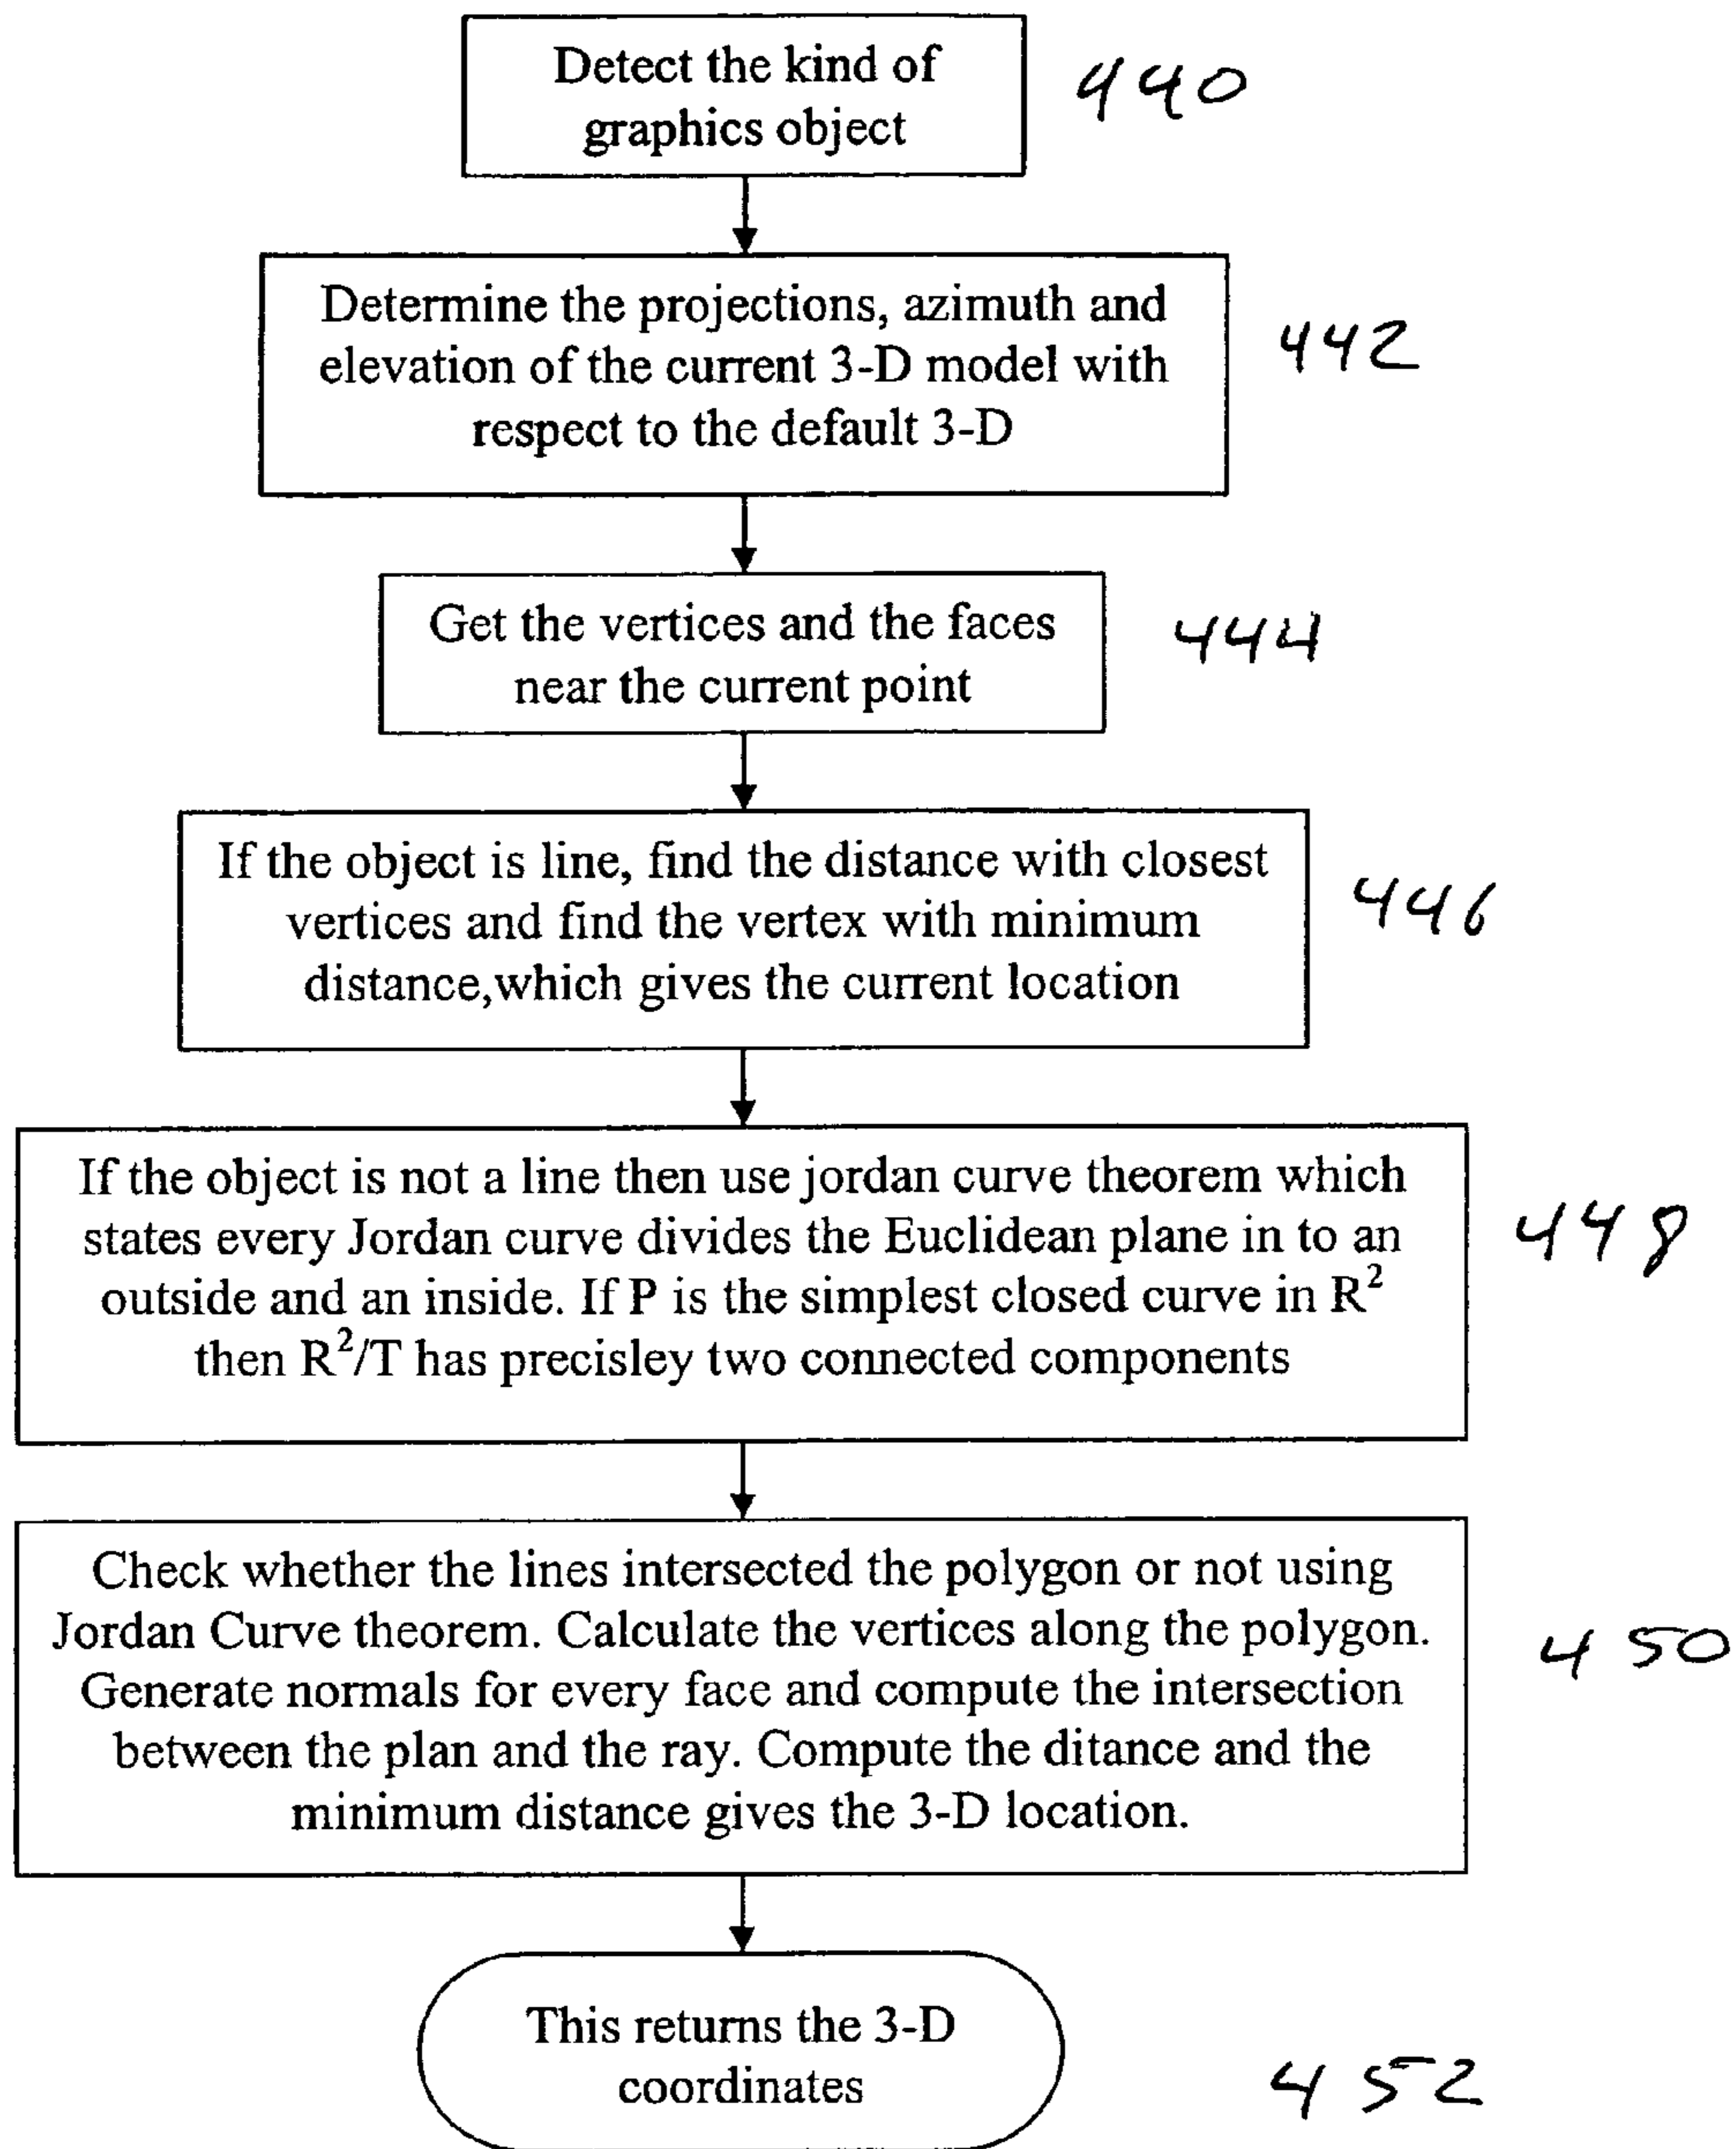 Detect the kind of
graphics object
440
Determine the projections, azimuth and
elevation of the current 3-D model with
respect to the default 3-D
442
Get the vertices and the faces
near the current point
444
If the object is line, find the distance with closest
vertices and find the vertex with minimum
distance,which gives the current location
446
If the object is not a line then use jordan curve theorem which
states every Jordan curve divides the Euclidean plane in to an
outside and an inside. If P is the simplest closed curve in R²
then R²/T has precisley two connected components
448
Check whether the lines intersected the polygon or not using
Jordan Curve theorem. Calculate the vertices along the polygon.
Generate normals for every face and compute the intersection
between the plan and the ray. Compute the ditance and the
minimum distance gives the 3-D location.
450
This returns the 3-D
coordinates
452